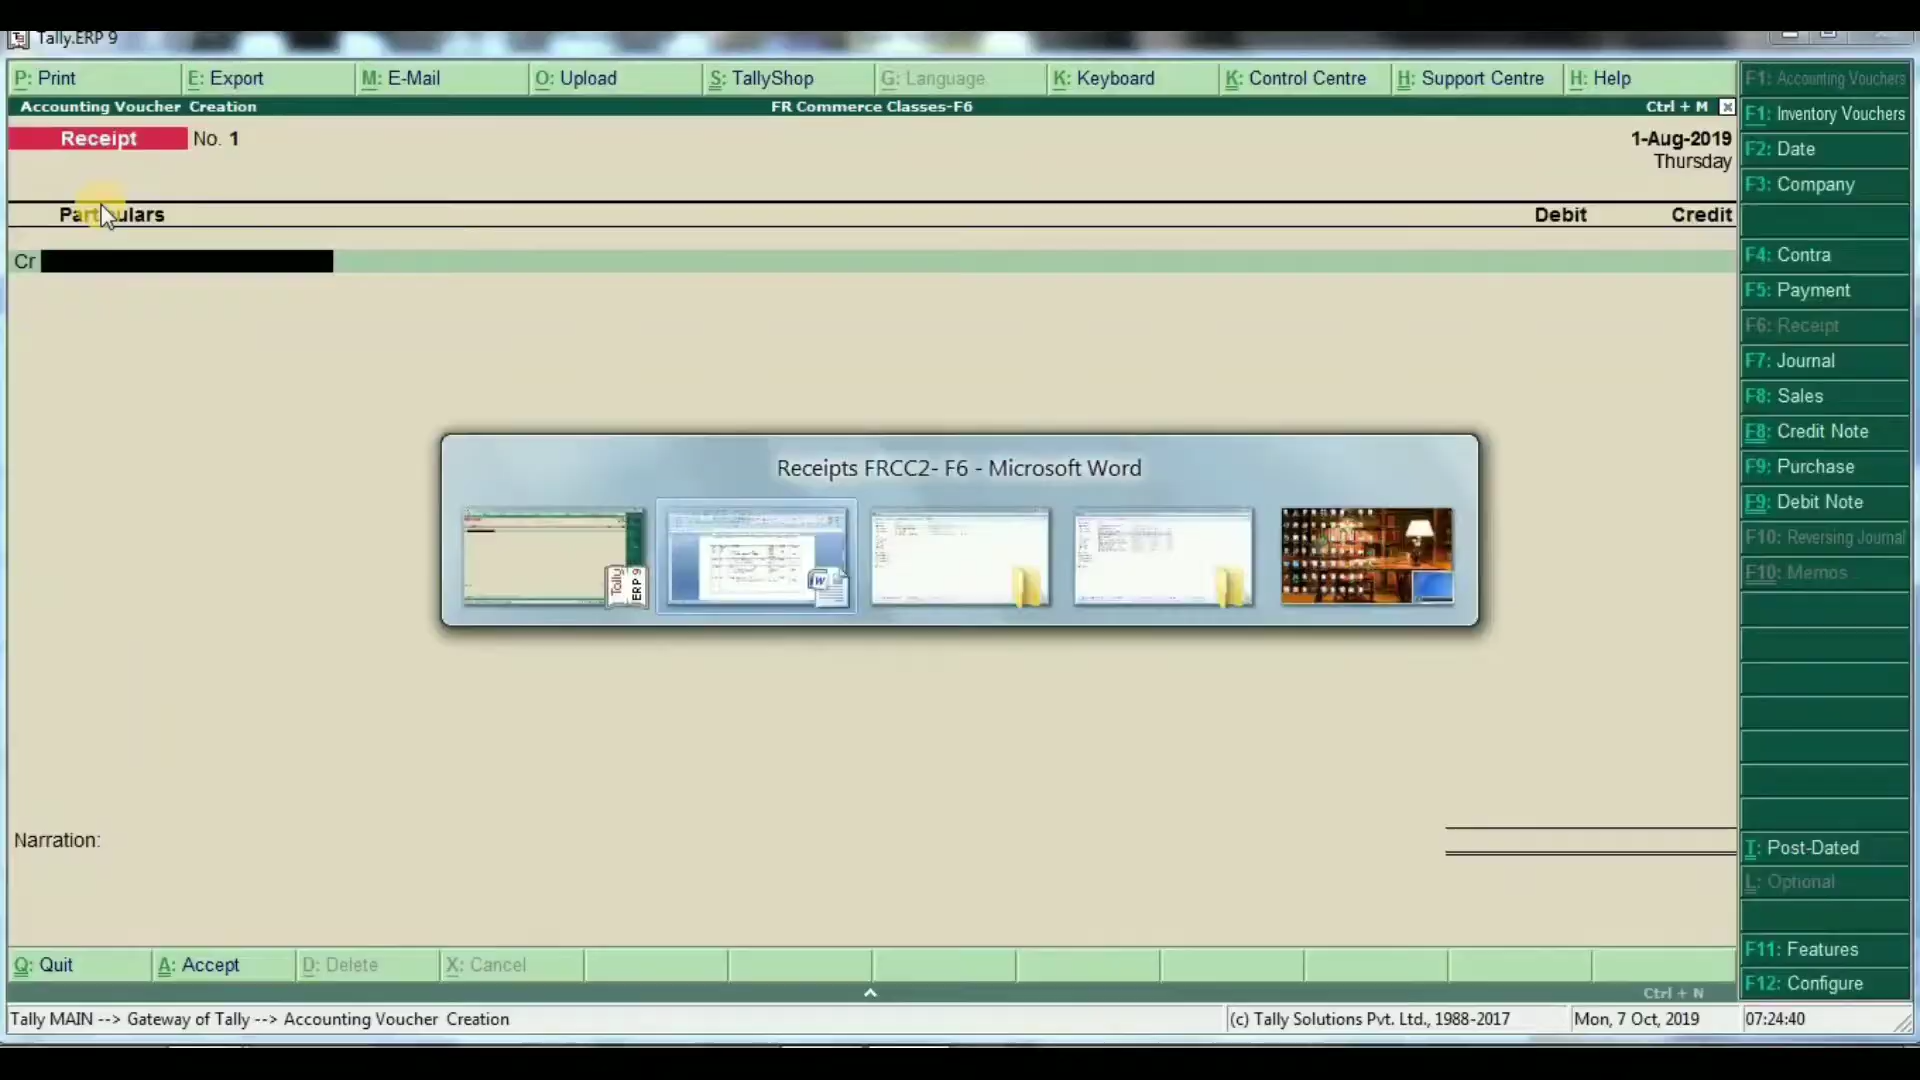 Tally.ERP 9
P: Print
E: Export
M: E-Mail
O: Upload
S: TallyShop
G: Language
K: Keyboard
K: Control Centre
H: Support Centre
H: Help
Accounting Voucher Creation
FR Commerce Classes-F6
Ctrl + M
Receipt No. 1
1-Aug-2019
Thursday
Particulars
Debit
Credit
Cr
Receipts FRCC2- F6 - Microsoft Word
Tally
ERP 9
Narration:
F1: Accounting Vouchers
F1: Inventory Vouchers
F2: Date
F3: Company
F4: Contra
F5: Payment
F6: Receipt
F7: Journal
F8: Sales
F8: Credit Note
F9: Purchase
F9: Debit Note
F10: Reversing Journal
F10: Memos
T: Post-Dated
L: Optional
F11: Features
F12: Configure
Q: Quit
A: Accept
D: Delete
X: Cancel
Ctrl + N
Tally MAIN --> Gateway of Tally --> Accounting Voucher Creation
(c) Tally Solutions Pvt. Ltd., 1988-2017
Mon, 7 Oct, 2019
07:24:40